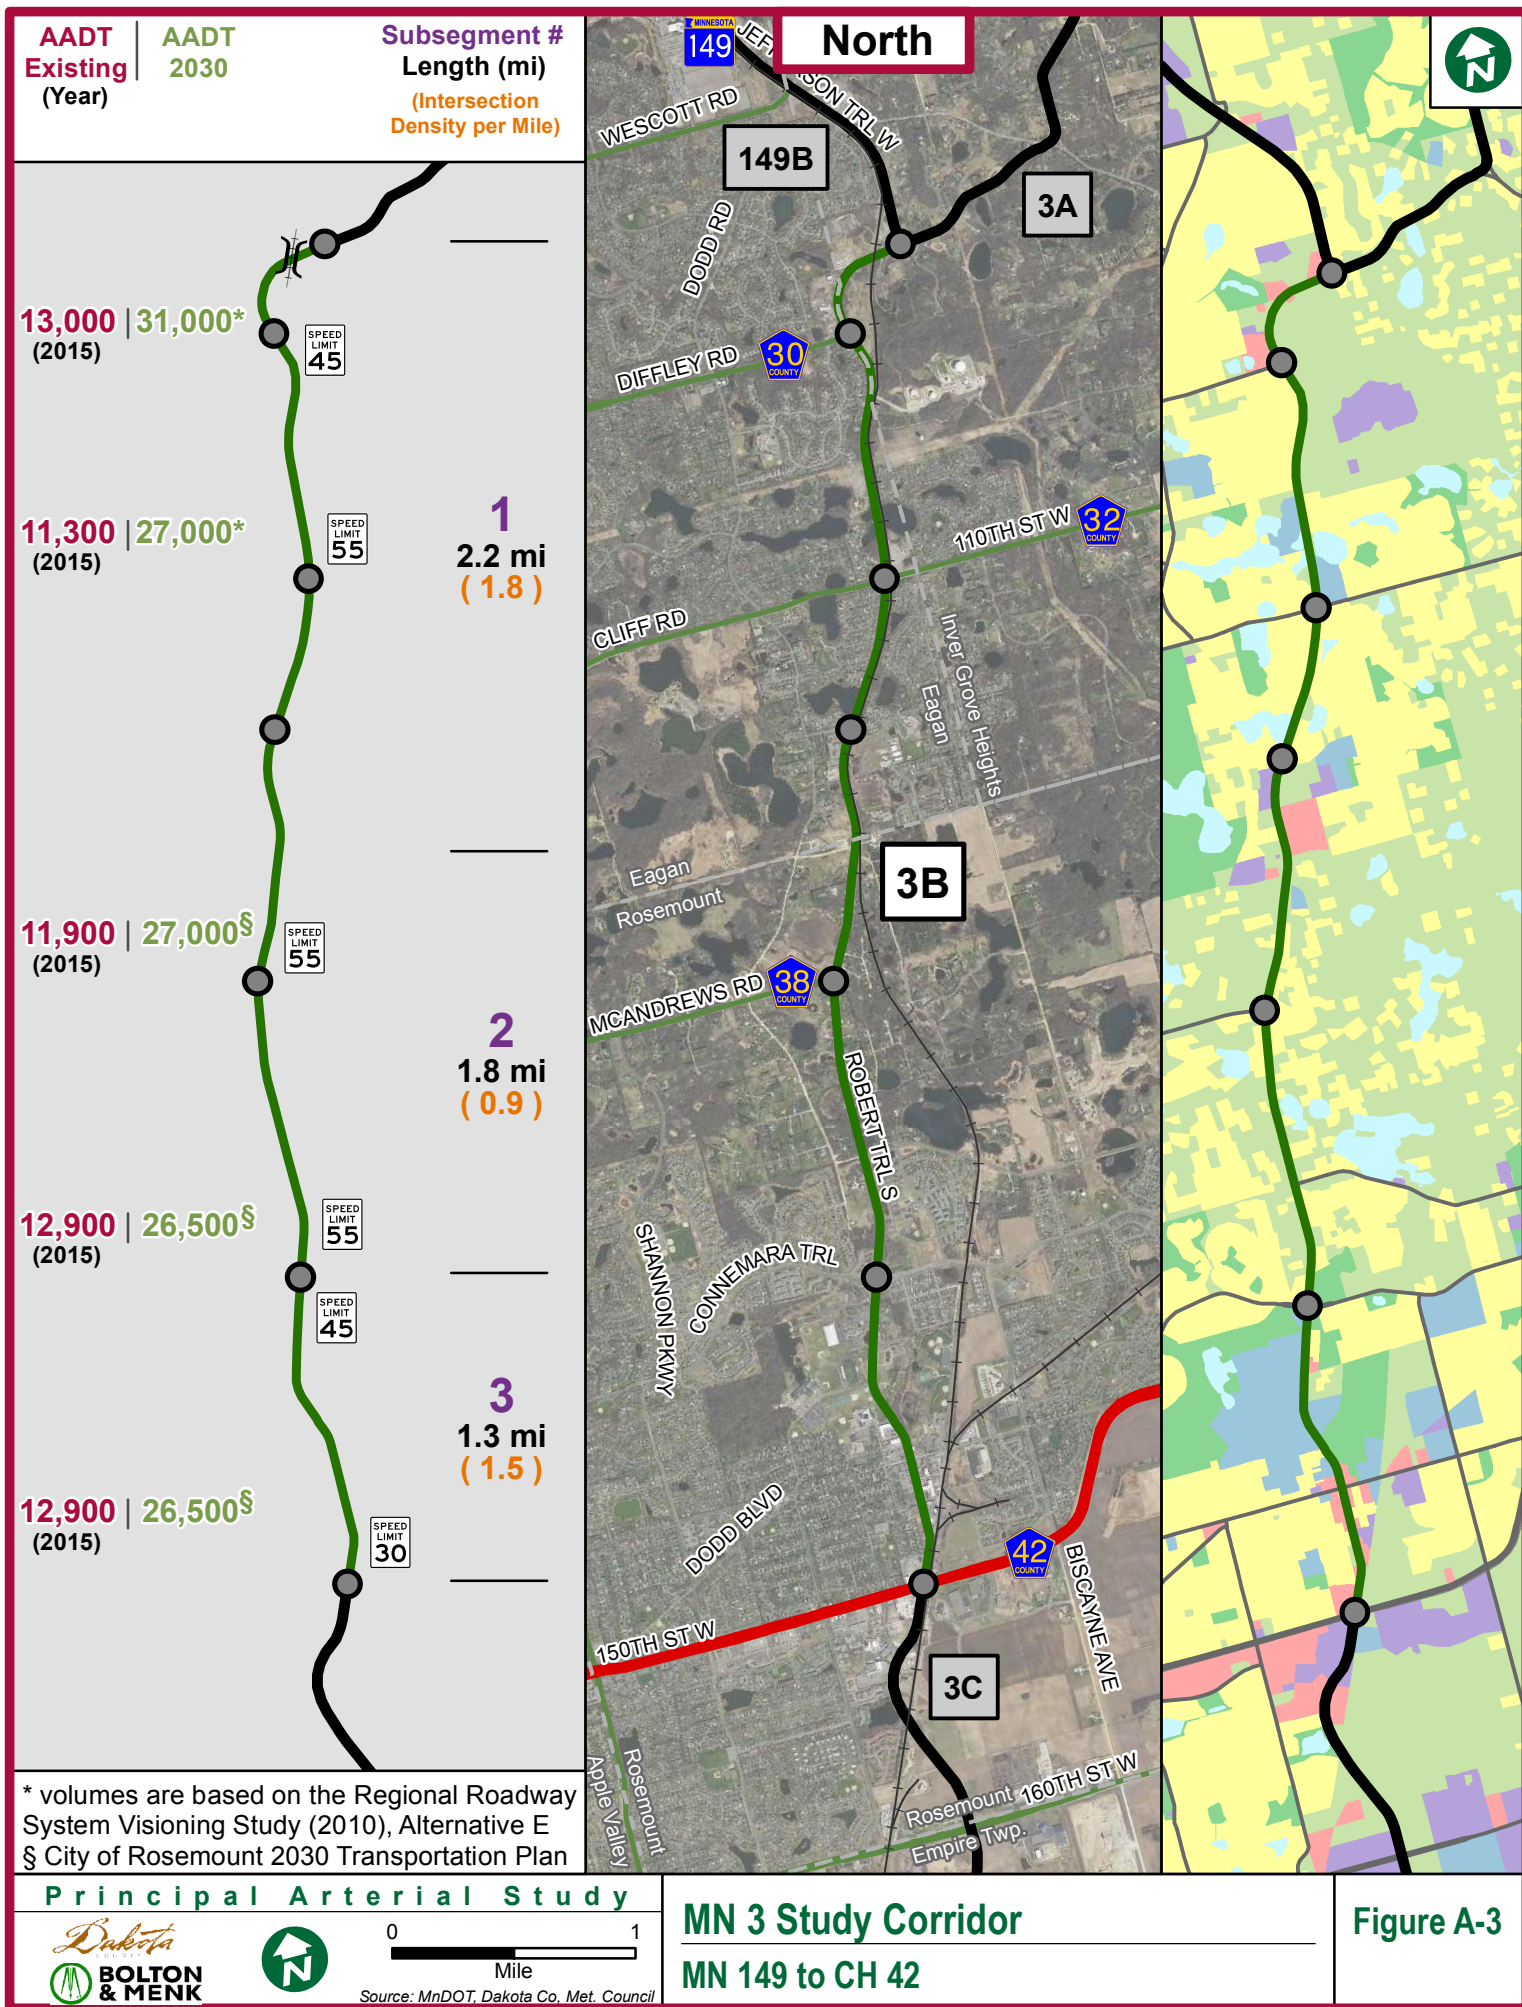 AADT
Existing
(Year)
AADT
2030
Subsegment #
Length (mi)
(Intersection
Density per Mile)
13,000 | 31,000*
(2015)
SPEED
LIMIT
45
11,300 | 27,000*
(2015)
SPEED
LIMIT
55
1
2.2 mi
( 1.8 )
11,900 | 27,000§
(2015)
SPEED
LIMIT
55
2
1.8 mi
( 0.9 )
12,900 | 26,500§
(2015)
SPEED
LIMIT
55
SPEED
LIMIT
45
3
1.3 mi
( 1.5 )
12,900 | 26,500§
(2015)
SPEED
LIMIT
30
* volumes are based on the Regional Roadway
System Visioning Study (2010), Alternative E
§ City of Rosemount 2030 Transportation Plan
North
MINNESOTA
149
WESCOTT RD
149B
3A
DODD RD
DIFFLEY RD
30
COUNTY
110TH ST W
32
COUNTY
CLIFF RD
Inver Grove Heights
Eagan
3B
Eagan
Rosemount
MCANDREWS RD
38
COUNTY
ROBERT TRL S
SHANNON PKWY
CONNEMARA TRL
DODD BLVD
42
COUNTY
BISCAYNE AVE
150TH ST W
3C
Rosemount
Apple Valley
160TH ST W
Rosemount
Empire Twp.
N
Principal Arterial Study
Dakota
COUNTY
BOLTON
& MENK
N
0 1
Mile
Source: MnDOT, Dakota Co, Met. Council
MN 3 Study Corridor
MN 149 to CH 42
Figure A-3